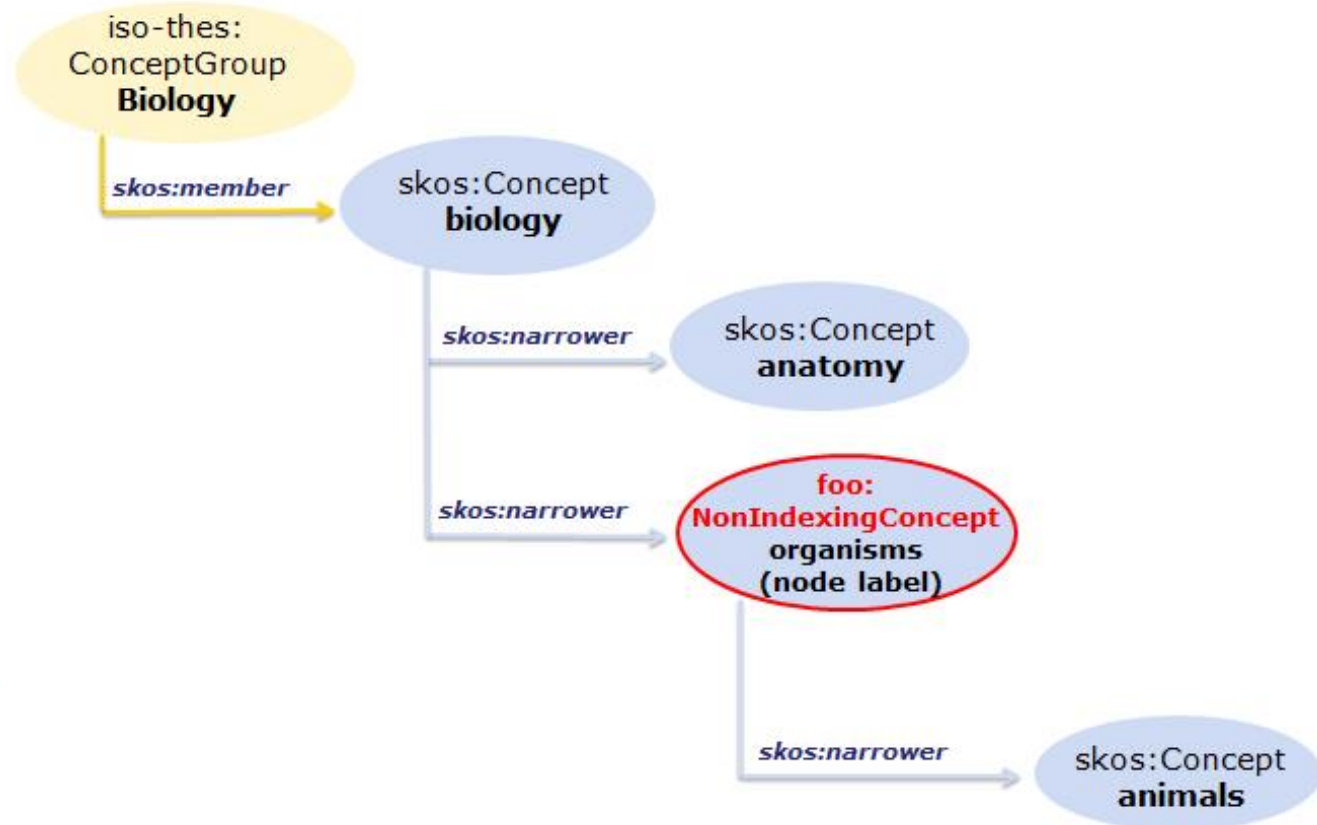 iso-thes:
ConceptGroup
Biology
skos:member
skos:Concept
biology
skos:narrower
skos:Concept
anatomy
skos:narrower
foo:
NonIndexingConcept
organisms
(node label)
skos:narrower
skos:Concept
animals